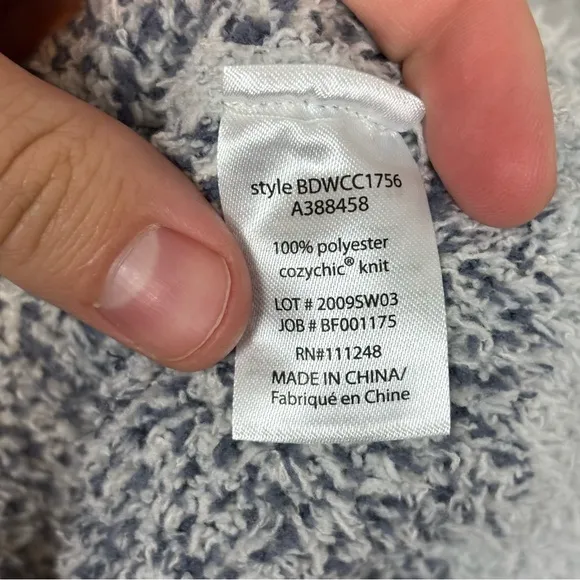 style BDWCC1756
A388458
100% polyester
cozychic® knit
LOT # 2009SW03
JOB # BF001175
RN#111248
MADE IN CHINA/
Fabriqué en Chine